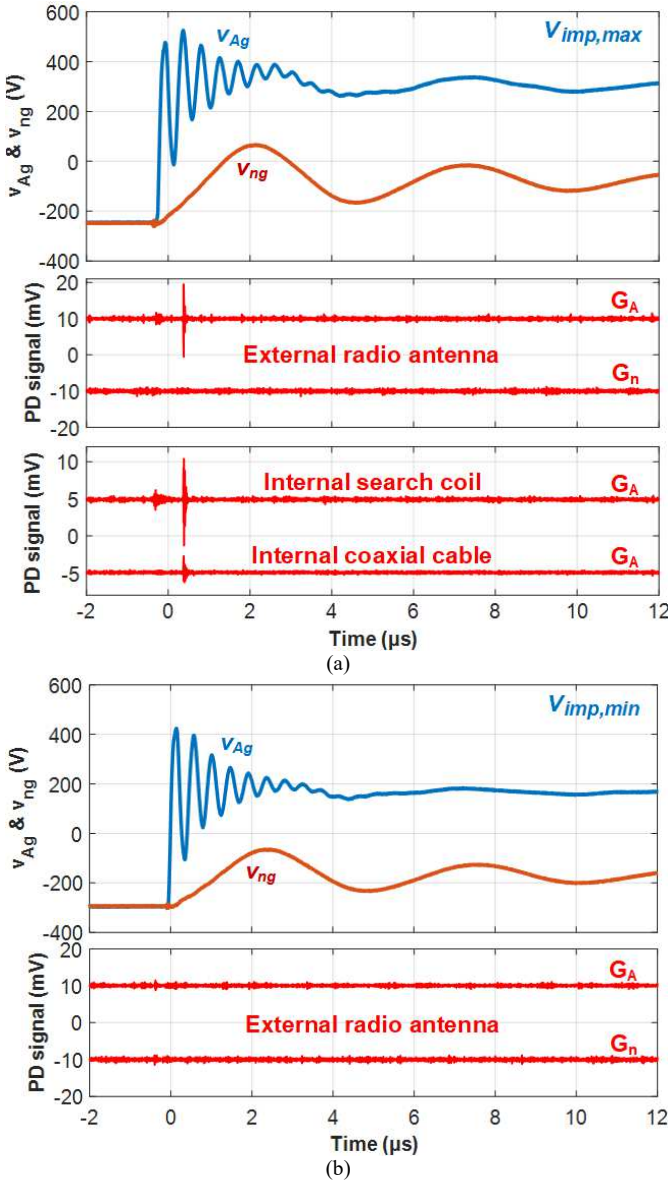 600
V_imp,max
v_Ag
400
200
0
v_ng
-200
-400
v_Ag & v_ng (V)
20
G_A
10
External radio antenna
0
G_n
-10
-20
PD signal (mV)
10
Internal search coil
G_A
5
0
Internal coaxial cable
G_A
-5
PD signal (mV)
-2 0 2 4 6 8 10 12
Time (µs)
(a)
600
V_imp,min
400
v_Ag
200
0
v_ng
-200
-400
v_Ag & v_ng (V)
20
G_A
10
External radio antenna
0
G_n
-10
-20
PD signal (mV)
-2 0 2 4 6 8 10 12
Time (µs)
(b)